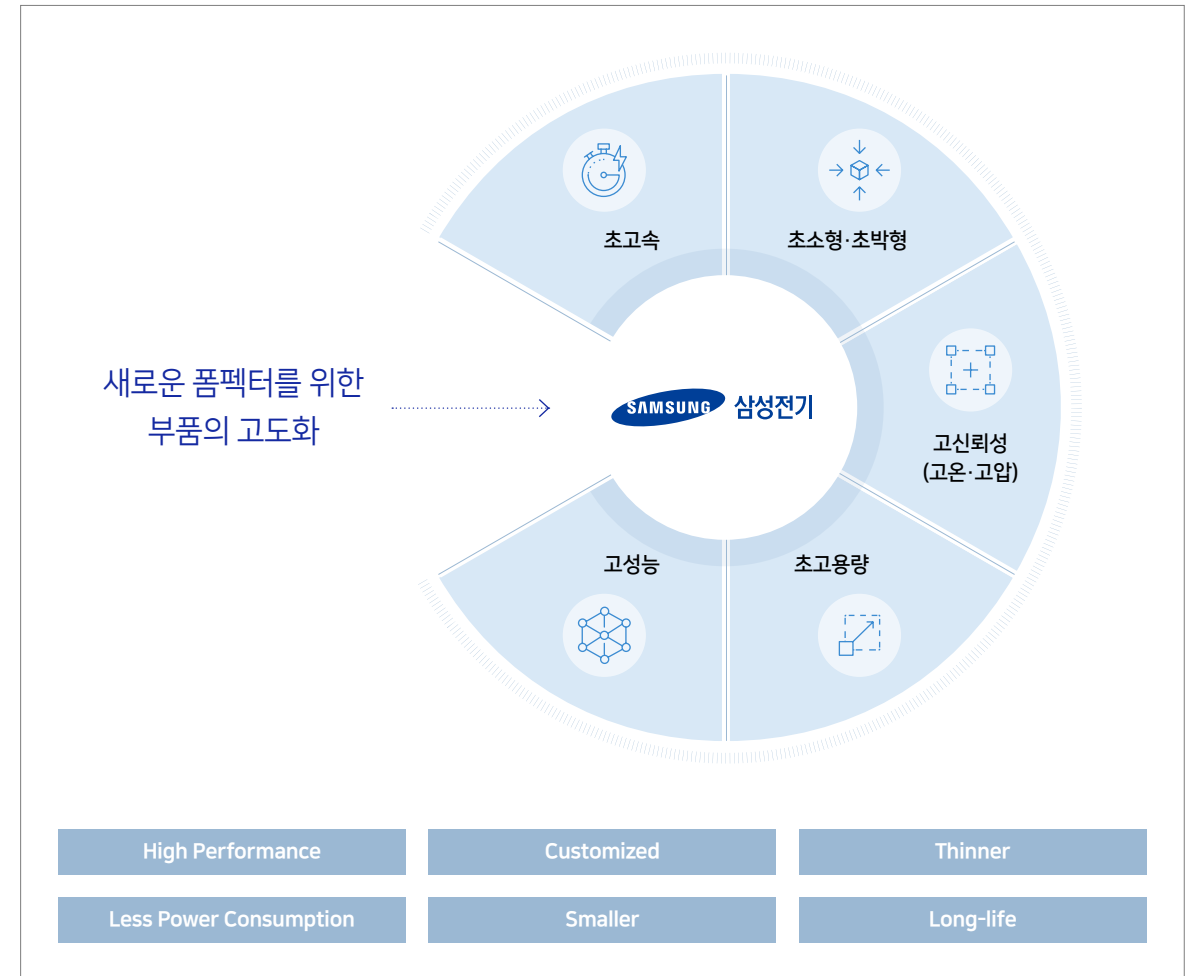 초고속
초소형·초박형
고신뢰성
(고온·고압)
새로운 폼펙터를 위한
부품의 고도화
SAMSUNG 삼성전기
고성능
초고용량
High Performance
Customized
Thinner
Less Power Consumption
Smaller
Long-life